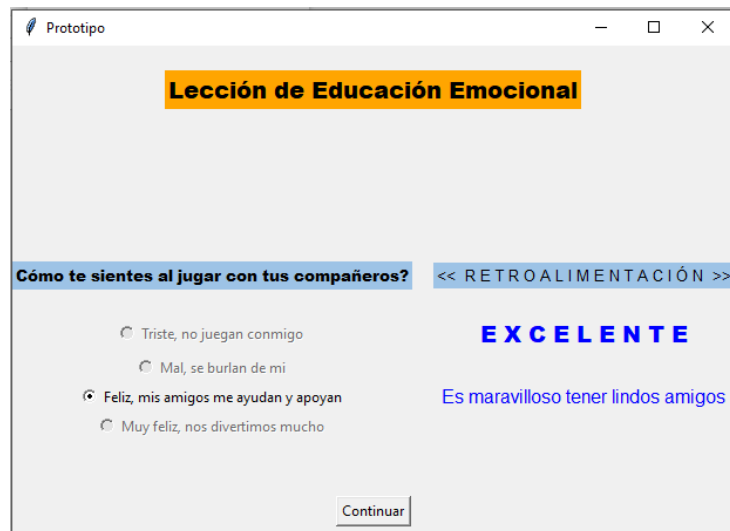 Prototipo
Lección de Educación Emocional
Cómo te sientes al jugar con tus compañeros?
<< R E T R O A L I M E N T A C I Ó N >>
Triste, no juegan conmigo
Mal, se burlan de mi
Feliz, mis amigos me ayudan y apoyan
Muy feliz, nos divertimos mucho
E X C E L E N T E
Es maravilloso tener lindos amigos
Continuar